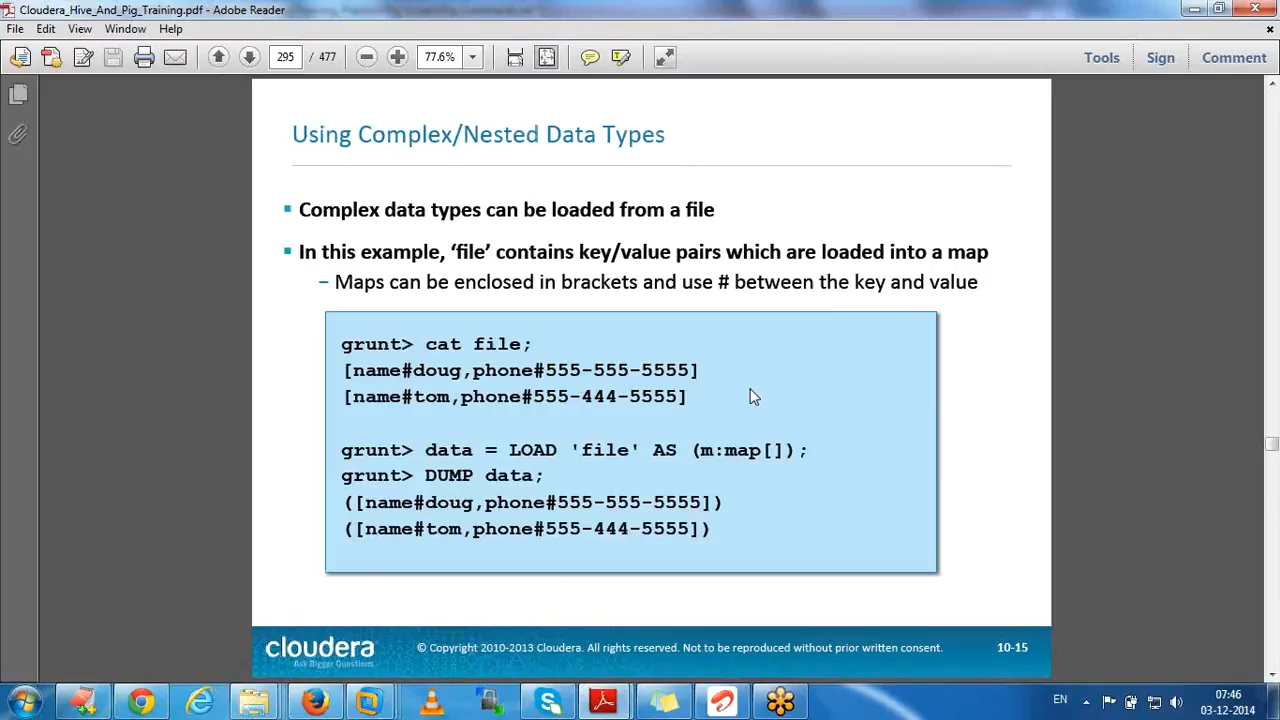 Cloudera_Hive_And_Pig_Training.pdf - Adobe Reader
File Edit View Window Help
295 / 477 77.6% Tools Sign Comment
Using Complex/Nested Data Types
Complex data types can be loaded from a file
In this example, ‘file’ contains key/value pairs which are loaded into a map
– Maps can be enclosed in brackets and use # between the key and value
grunt> cat file;
[name#doug,phone#555-555-5555]
[name#tom,phone#555-444-5555]
grunt> data = LOAD 'file' AS (m:map[]);
grunt> DUMP data;
([name#doug,phone#555-555-5555])
([name#tom,phone#555-444-5555])
cloudera
Ask Bigger Questions
© Copyright 2010-2013 Cloudera. All rights reserved. Not to be reproduced without prior written consent.
10-15
EN
07:46
03-12-2014